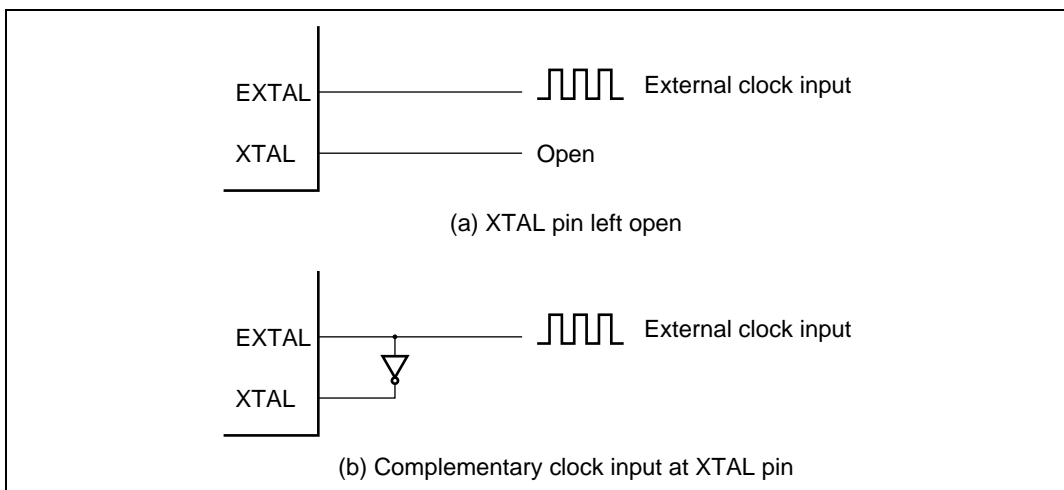 EXTAL
External clock input
XTAL
Open
(a) XTAL pin left open
EXTAL
External clock input
XTAL
(b) Complementary clock input at XTAL pin